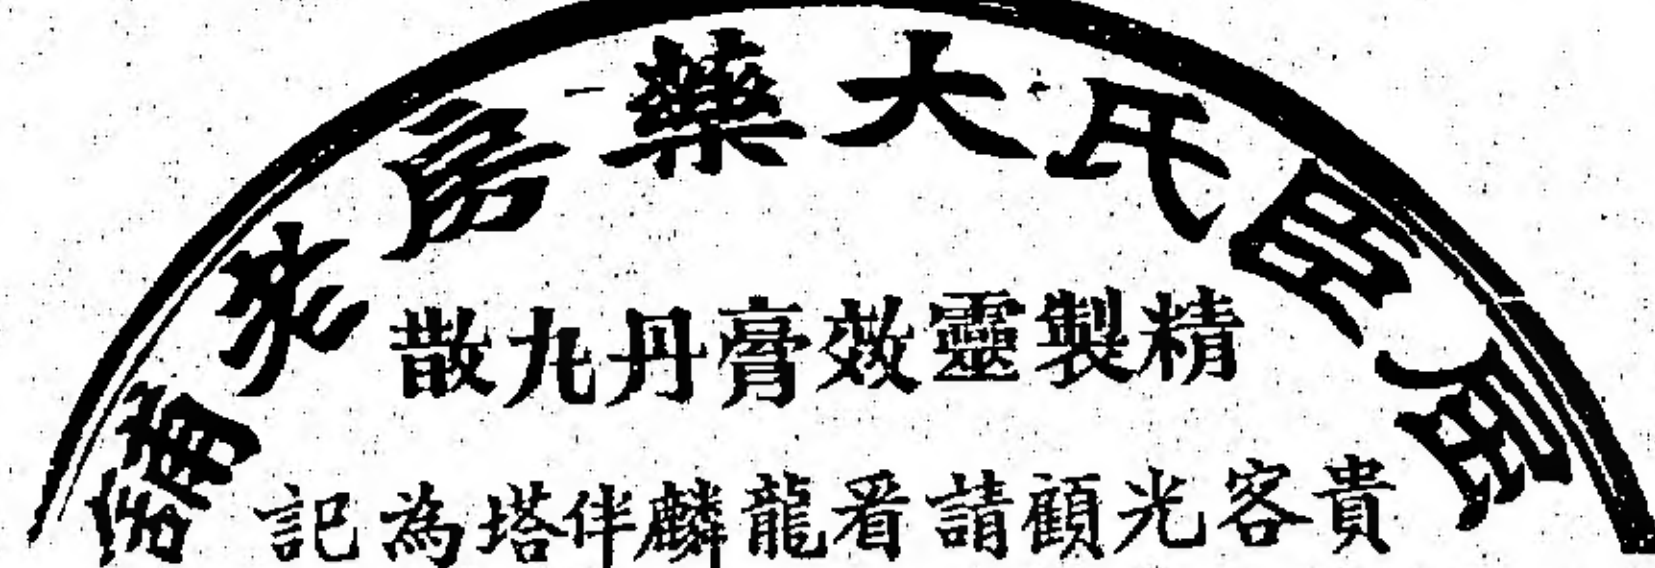 屈臣氏大藥房老舖
精製靈效膏丹丸散
貴客光顧請看龍麟伴塔為記